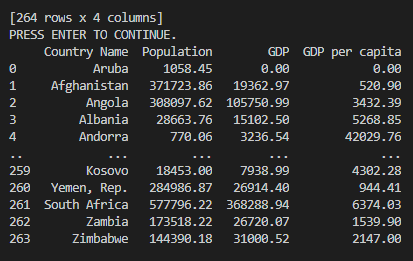 [264 rows x 4 columns]
PRESS ENTER TO CONTINUE.
Country Name Population GDP GDP per capita
0 Aruba 1058.45 0.00 0.00
1 Afghanistan 371723.86 19362.97 520.90
2 Angola 308097.62 105750.99 3432.39
3 Albania 28663.76 15102.50 5268.85
4 Andorra 770.06 3236.54 42029.76
.. ... ... ... ...
259 Kosovo 18453.00 7938.99 4302.28
260 Yemen, Rep. 284986.87 26914.40 944.41
261 South Africa 577796.22 368288.94 6374.03
262 Zambia 173518.22 26720.07 1539.90
263 Zimbabwe 144390.18 31000.52 2147.00